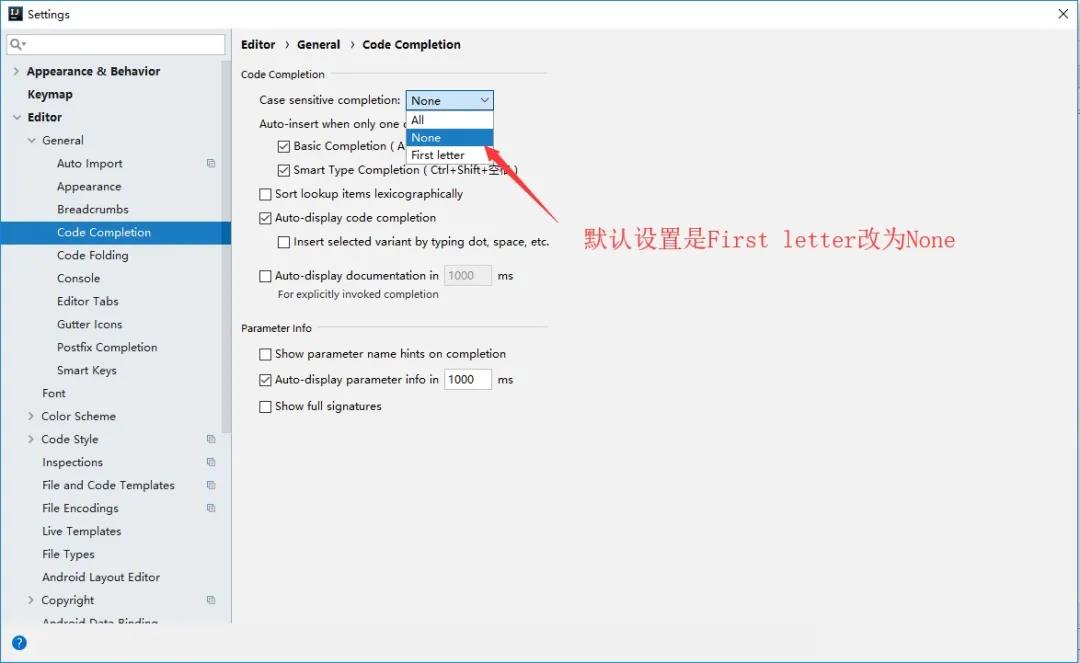 Settings
Editor › General › Code Completion
Appearance & Behavior
Keymap
Editor
General
Auto Import
Appearance
Breadcrumbs
Code Completion
Code Folding
Console
Editor Tabs
Gutter Icons
Postfix Completion
Smart Keys
Font
Color Scheme
Code Style
Inspections
File and Code Templates
File Encodings
Live Templates
File Types
Android Layout Editor
Copyright
Android Data Binding
Code Completion
Case sensitive completion: None
All
None
First letter
Auto-insert when only one
Basic Completion ( A
Smart Type Completion ( Ctrl+Shift+空格 )
Sort lookup items lexicographically
Auto-display code completion
Insert selected variant by typing dot, space, etc.
Auto-display documentation in 1000 ms
For explicitly invoked completion
Parameter Info
Show parameter name hints on completion
Auto-display parameter info in 1000 ms
Show full signatures
默认设置是First letter改为None
?